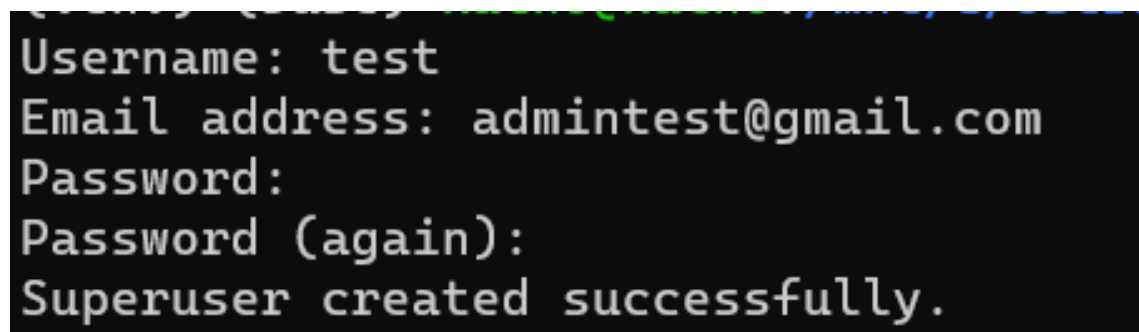 Username: test
Email address: admintest@gmail.com
Password:
Password (again):
Superuser created successfully.